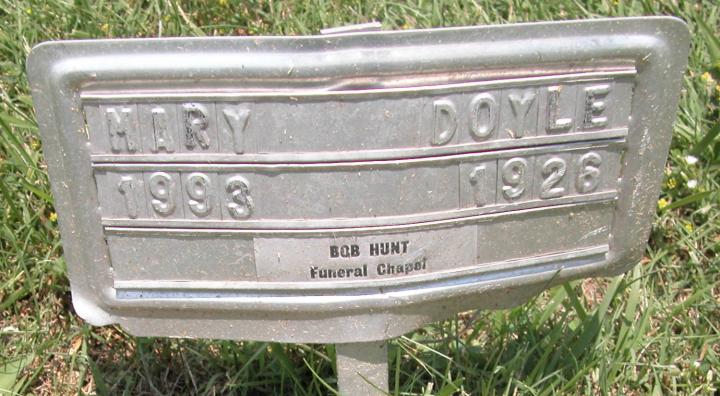 MARY DOYLE
1993 1926
BOB HUNT
Funeral Chapel